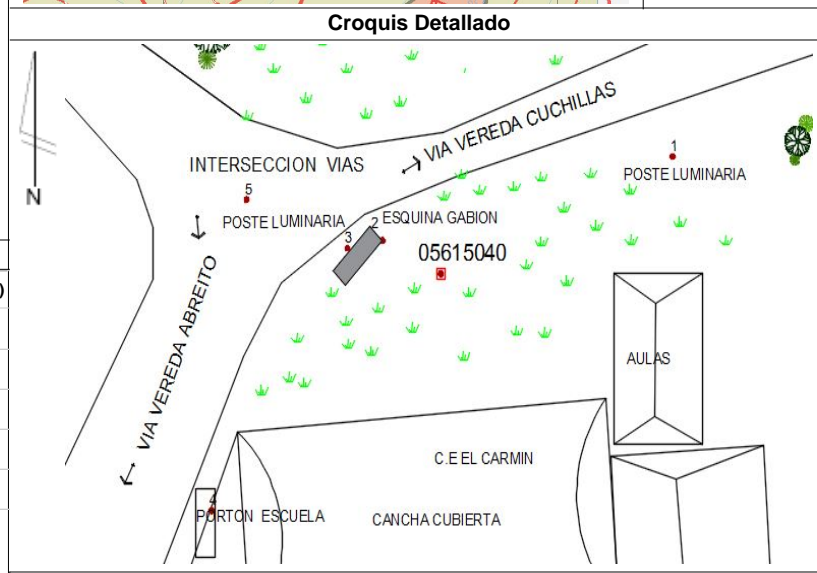 Croquis Detallado
N
)
VIA VEREDA CUCHILLAS
1
POSTE LUMINARIA
INTERSECCION VIAS
5
POSTE LUMINARIA
2
ESQUINA GABION
3
05615040
VIA VEREDA ABREITO
AULAS
C.E EL CARMIN
4
PORTON ESCUELA
CANCHA CUBIERTA